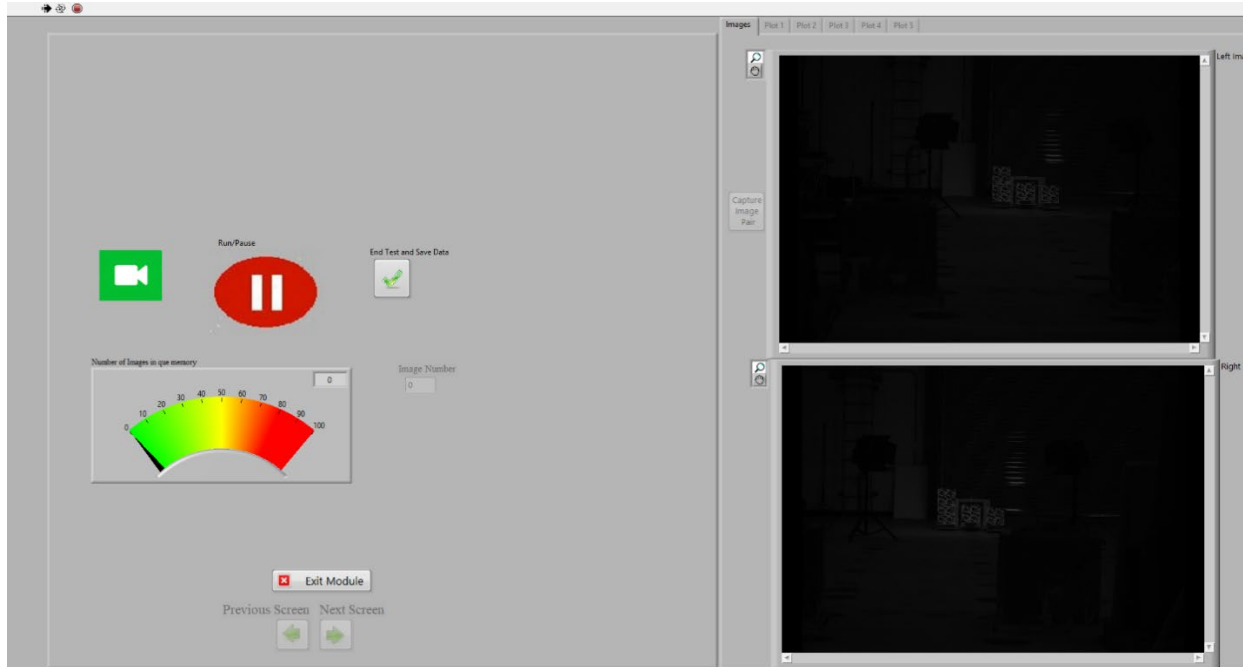 Images Plot 1 Plot 2 Plot 3 Plot 4 Plot 5
Left Im
Capture
Image
Pair
Run/Pause
End Test and Save Data
Number of Images in que memory
0
0 10 20 30 40 50 60 70 80 90 100
Image Number
0
Right
Exit Module
Previous Screen Next Screen